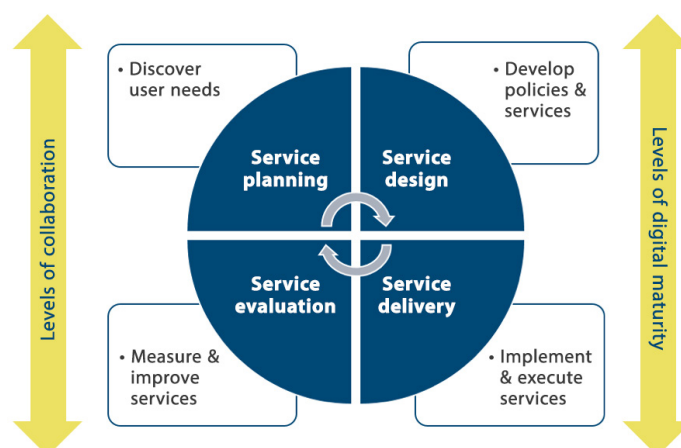 • Discover
user needs
• Develop
policies &
services
Service
planning
Service
design
Levels of collaboration
Levels of digital maturity
Service
evaluation
Service
delivery
• Measure &
improve
services
• Implement
& execute
services